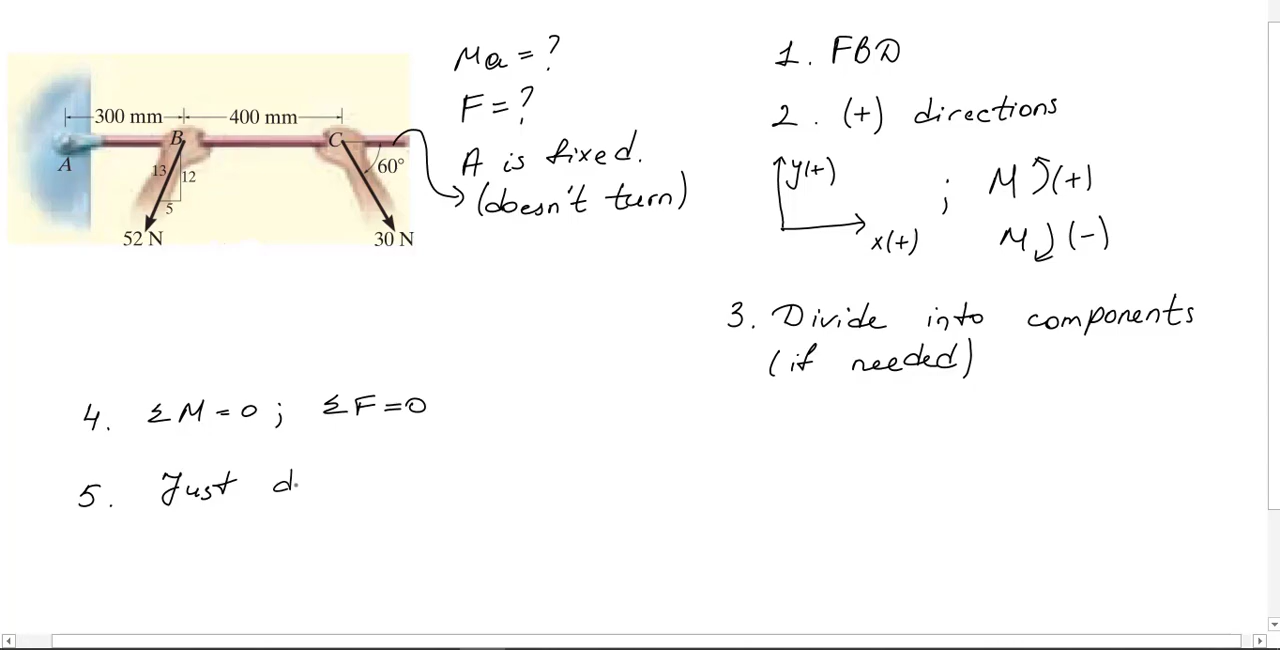 300 mm 400 mm
A B C
13 12 5
60°
52 N 30 N
Ma = ?
F = ?
A is fixed.
(doesn't turn)
1. FBD
2. (+) directions
y(+) ; M (+)
x(+) M (-)
3. Divide into components
(if needed)
4. ΣM = 0 ; ΣF = 0
5. Just d